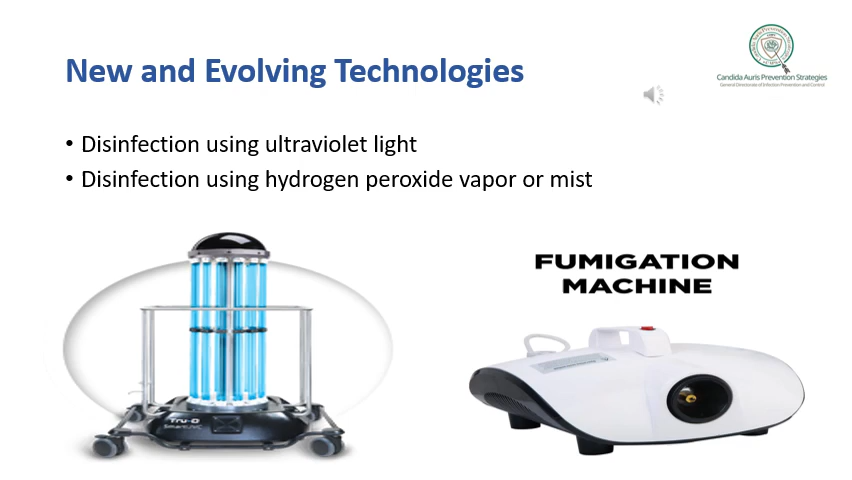 New and Evolving Technologies
Candida Auris Prevention Strategies
General Directorate of Infection Prevention and Control
• Disinfection using ultraviolet light
• Disinfection using hydrogen peroxide vapor or mist
FUMIGATION
MACHINE
Tru-D
SmartUVC